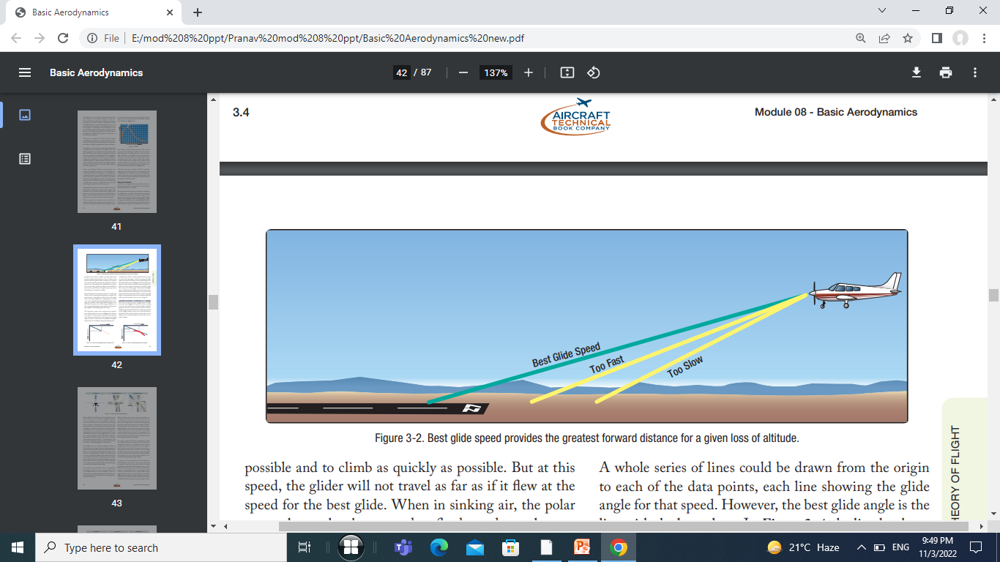 Basic Aerodynamics
File E:/mod%208%20ppt/Pranav%20mod%208%20ppt/Basic%20Aerodynamics%20new.pdf
Basic Aerodynamics
42 / 87
137%
41
42
43
3.4
AIRCRAFT
TECHNICAL
BOOK COMPANY
Module 08 - Basic Aerodynamics
Best Glide Speed
Too Fast
Too Slow
Figure 3-2. Best glide speed provides the greatest forward distance for a given loss of altitude.
possible and to climb as quickly as possible. But at this
speed, the glider will not travel as far as if it flew at the
speed for the best glide. When in sinking air, the polar
A whole series of lines could be drawn from the origin
to each of the data points, each line showing the glide
angle for that speed. However, the best glide angle is the
HEORY OF FLIGHT
Type here to search
21°C Haze
ENG
9:49 PM
11/3/2022